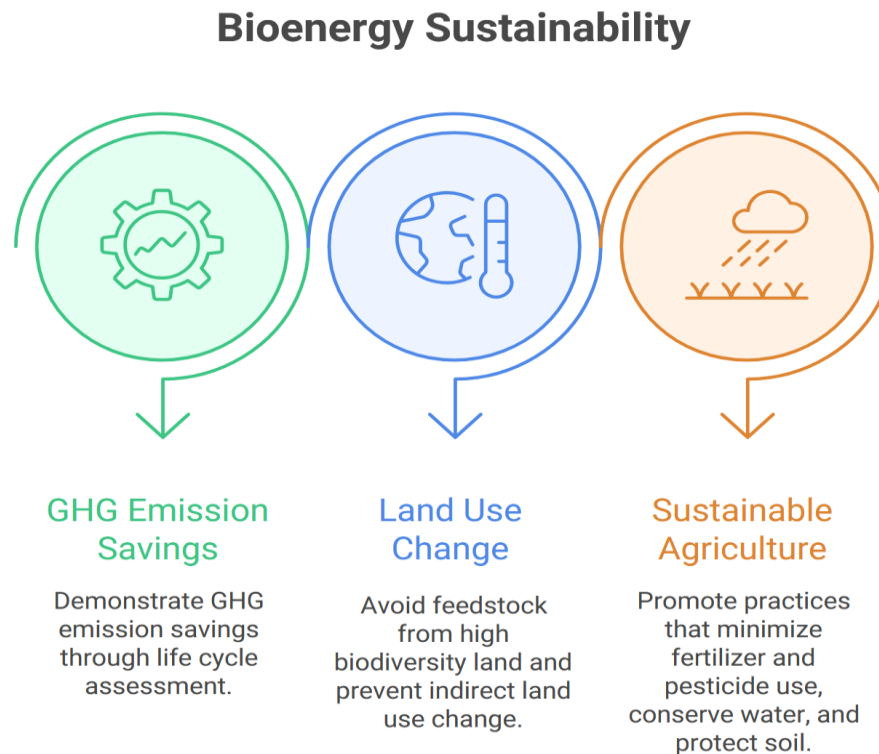 Bioenergy Sustainability
GHG Emission
Savings
Demonstrate GHG
emission savings
through life cycle
assessment.
Land Use
Change
Avoid feedstock
from high
biodiversity land and
prevent indirect land
use change.
Sustainable
Agriculture
Promote practices
that minimize
fertilizer and
pesticide use,
conserve water, and
protect soil.